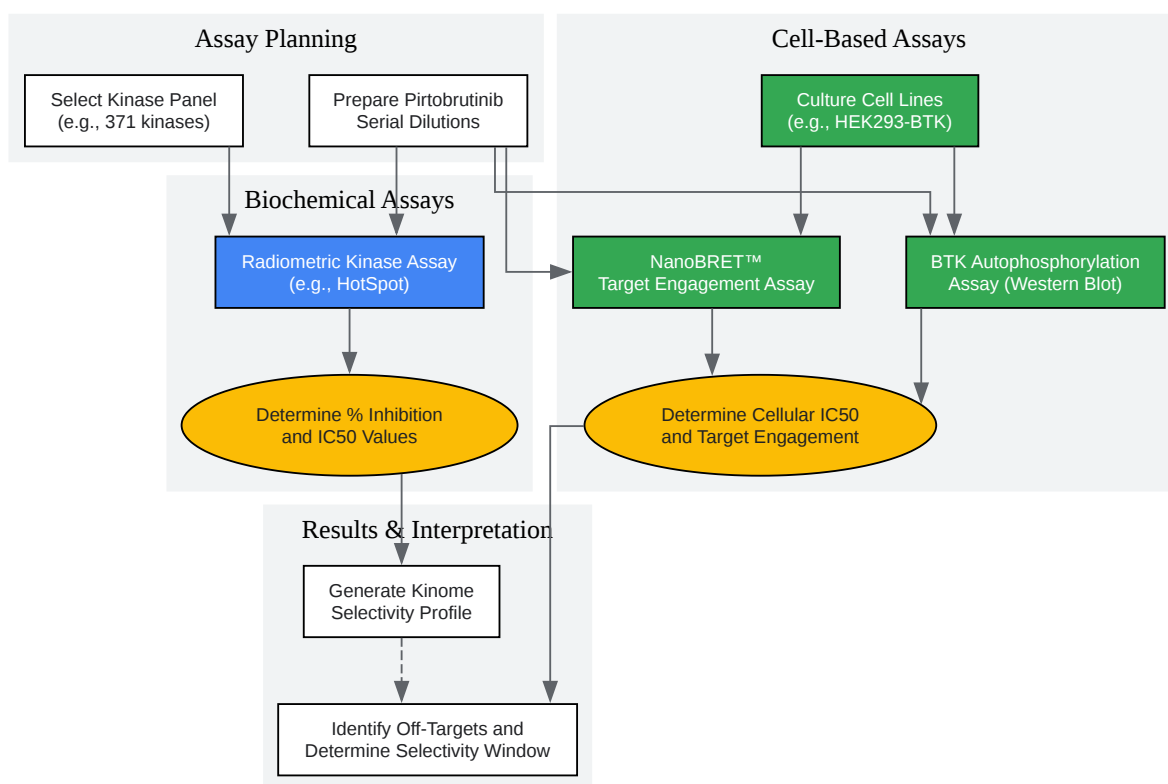 Assay Planning
Select Kinase Panel
(e.g., 371 kinases)
Prepare Pirtobrutinib
Serial Dilutions
Cell-Based Assays
Culture Cell Lines
(e.g., HEK293-BTK)
Biochemical Assays
Radiometric Kinase Assay
(e.g., HotSpot)
NanoBRET™
Target Engagement Assay
BTK Autophosphorylation
Assay (Western Blot)
Determine % Inhibition
and IC50 Values
Determine Cellular IC50
and Target Engagement
Results & Interpretation
Generate Kinome
Selectivity Profile
Identify Off-Targets and
Determine Selectivity Window